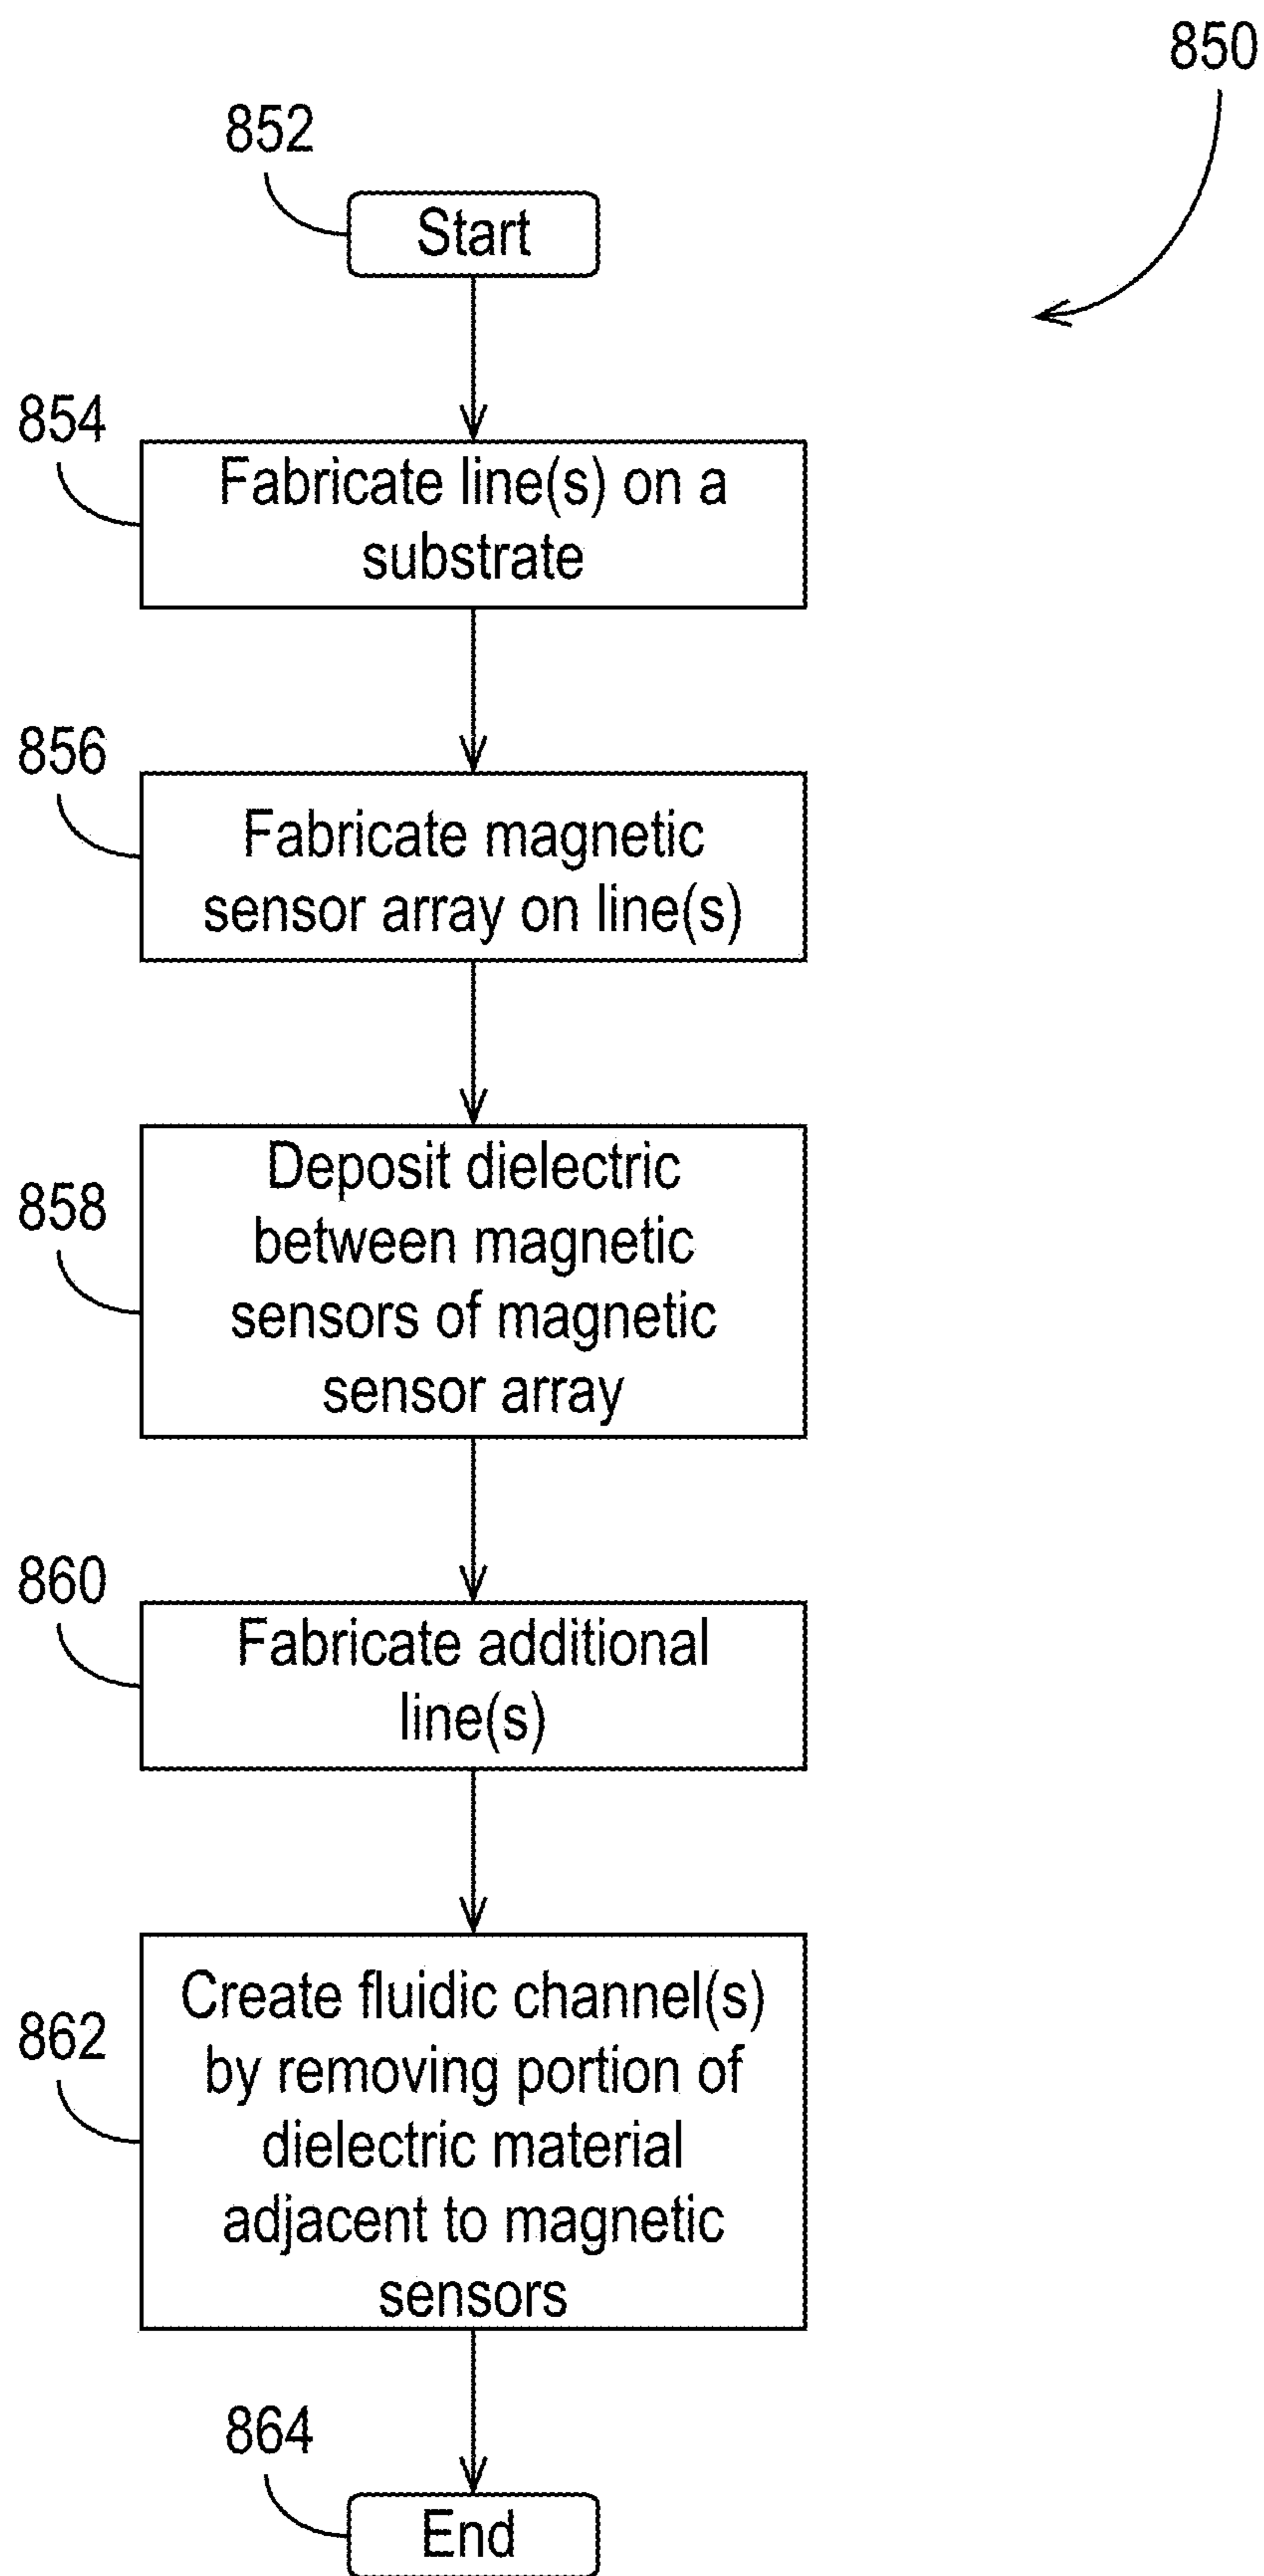 850
852
Start
854
Fabricate line(s) on a
substrate
856
Fabricate magnetic
sensor array on line(s)
858
Deposit dielectric
between magnetic
sensors of magnetic
sensor array
860
Fabricate additional
line(s)
862
Create fluidic channel(s)
by removing portion of
dielectric material
adjacent to magnetic
sensors
864
End